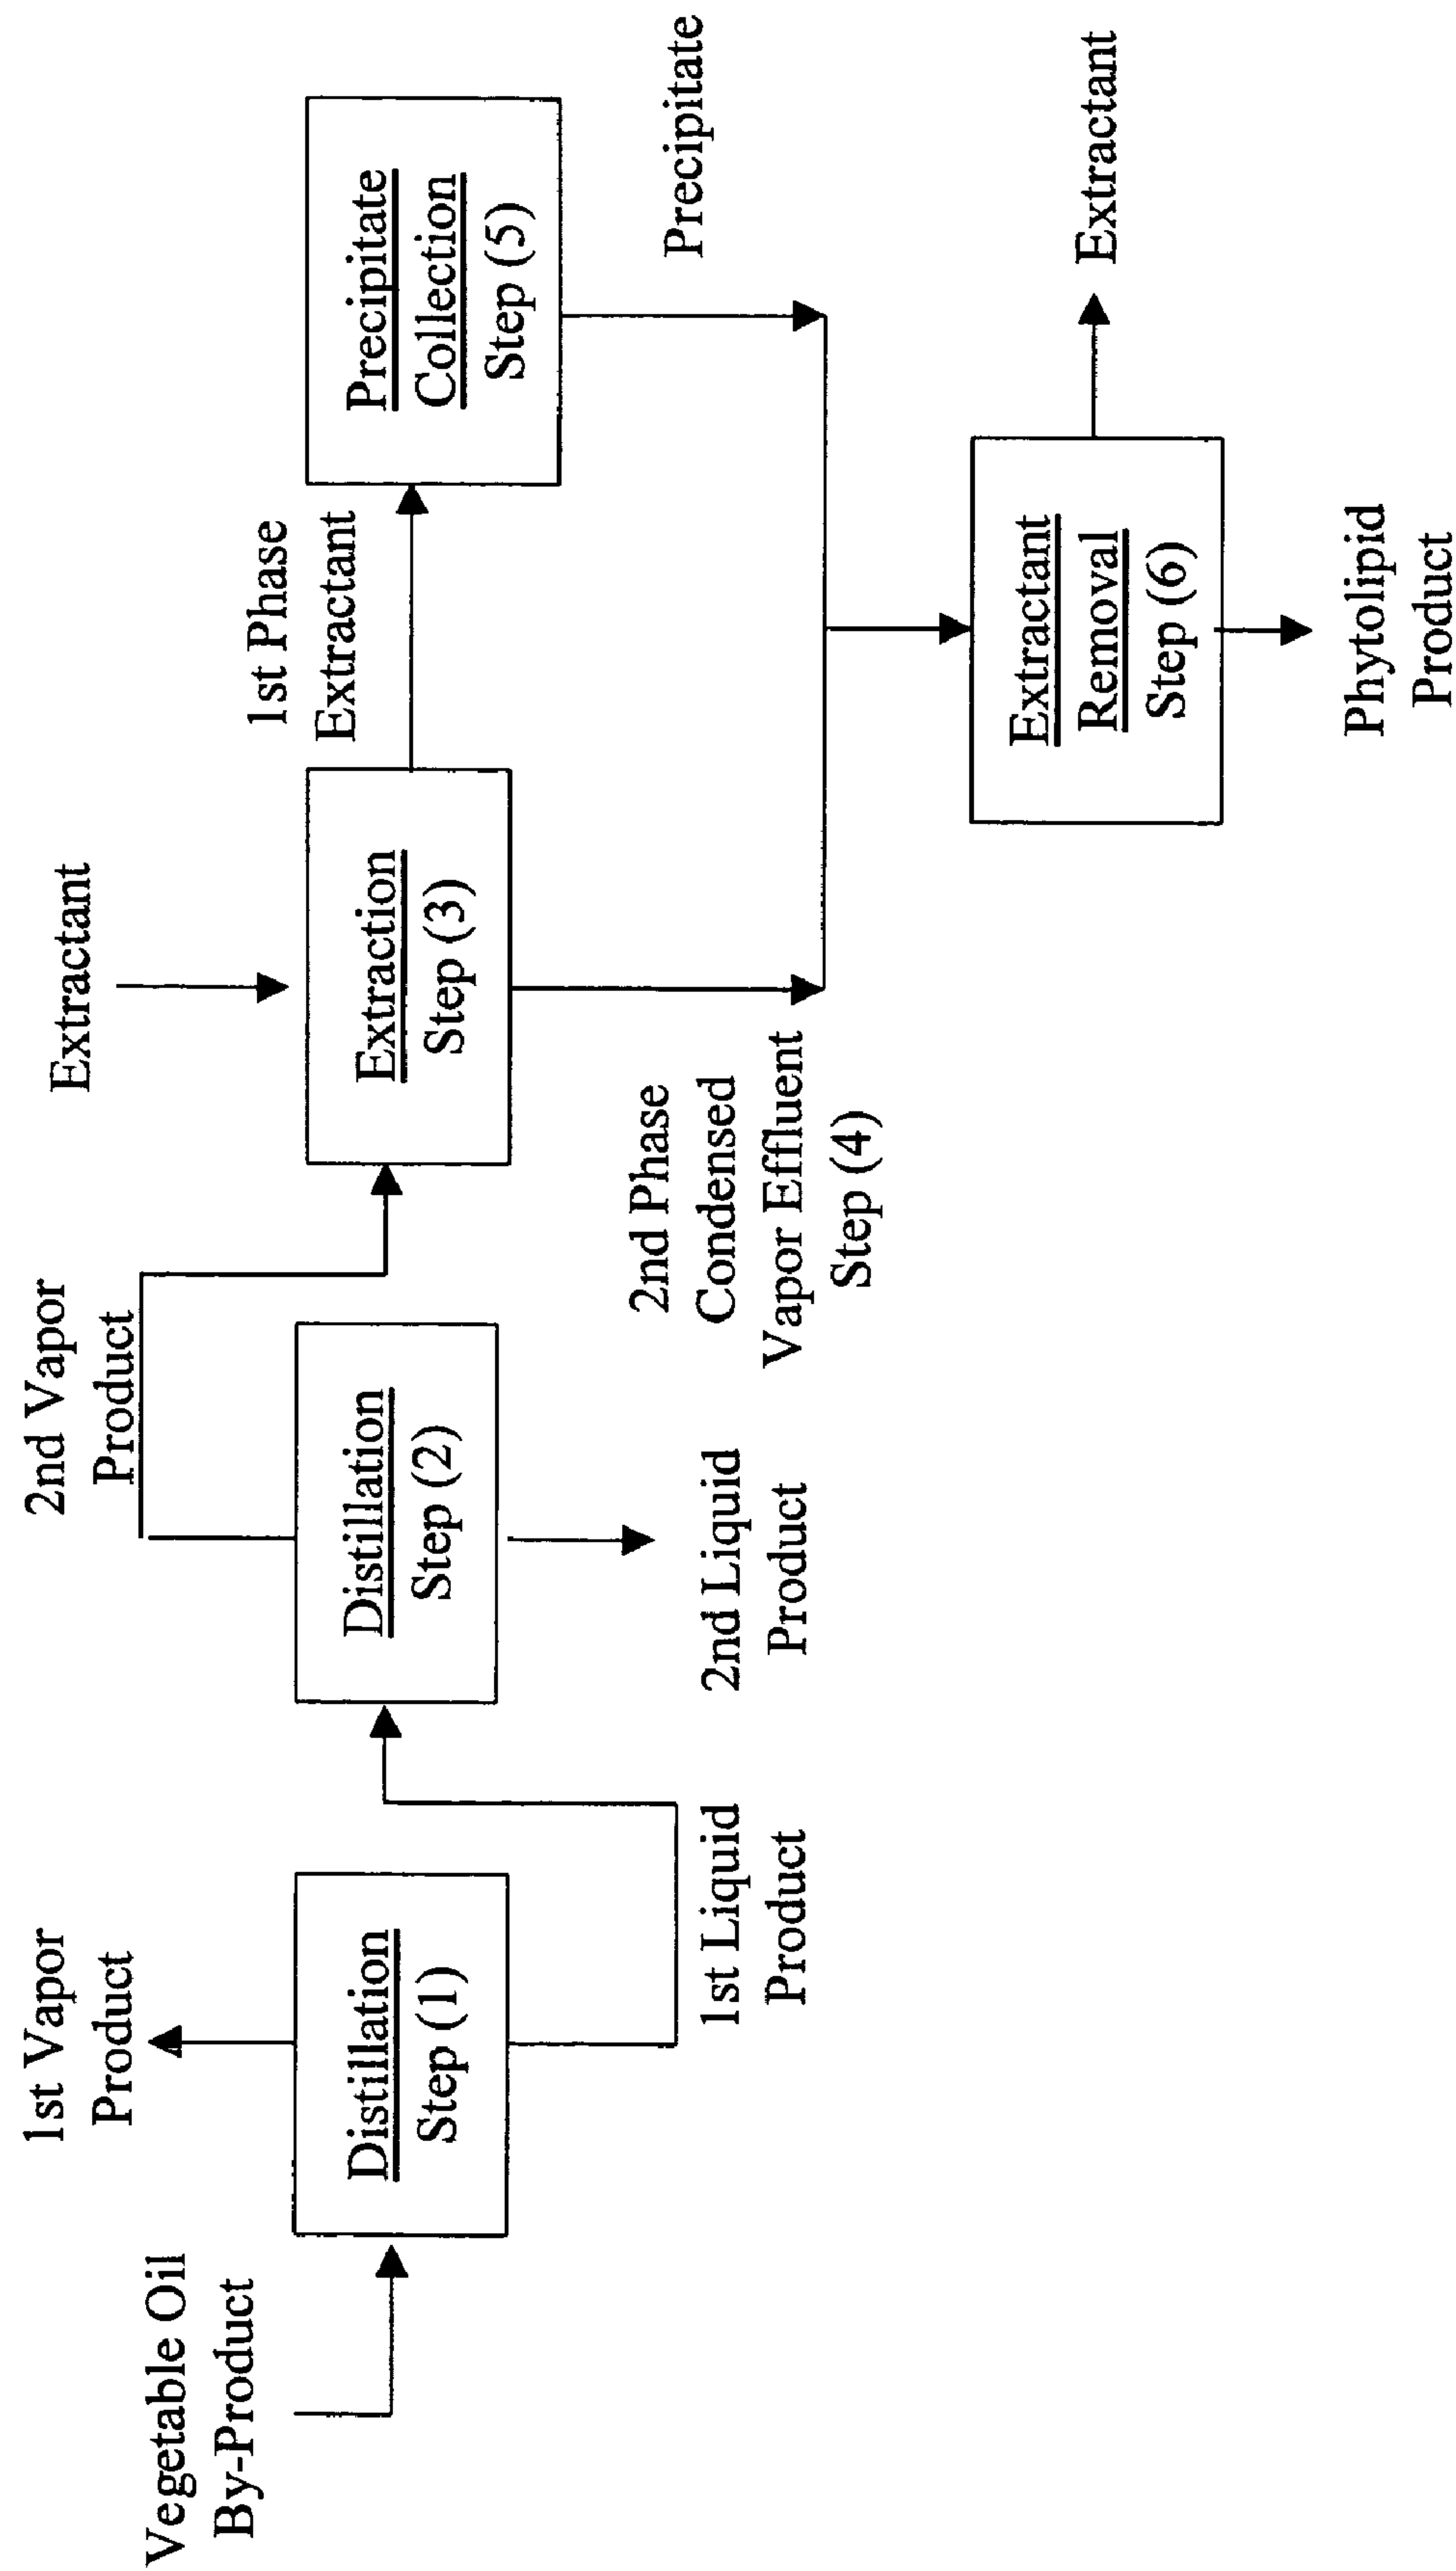 Vegetable Oil
By-Product
Distillation
Step (1)
1st Vapor
Product
1st Liquid
Product
Distillation
Step (2)
2nd Vapor
Product
2nd Liquid
Product
Extractant
Extraction
Step (3)
2nd Phase
Condensed
Vapor Effluent
Step (4)
1st Phase
Extractant
Precipitate
Collection
Step (5)
Precipitate
Extractant
Removal
Step (6)
Extractant
Phytolipid
Product